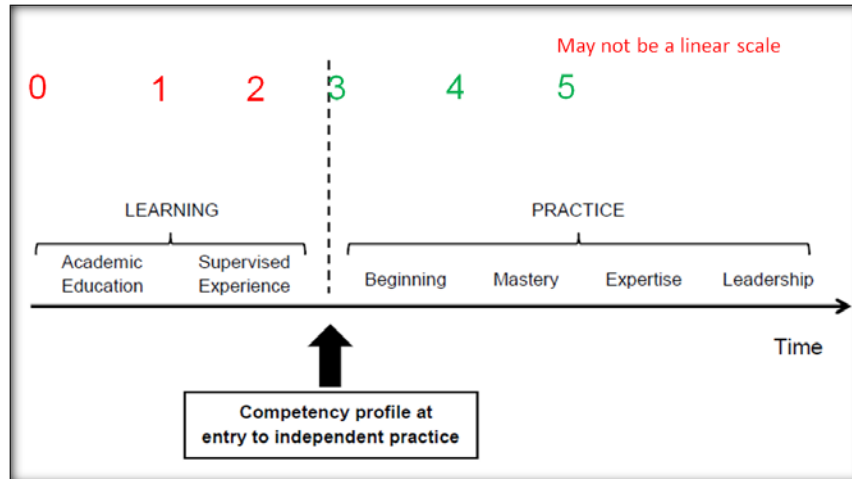 May not be a linear scale
0 1 2 3 4 5
LEARNING PRACTICE
Academic Education
Supervised Experience
Beginning Mastery Expertise Leadership
Time
Competency profile at
entry to independent practice